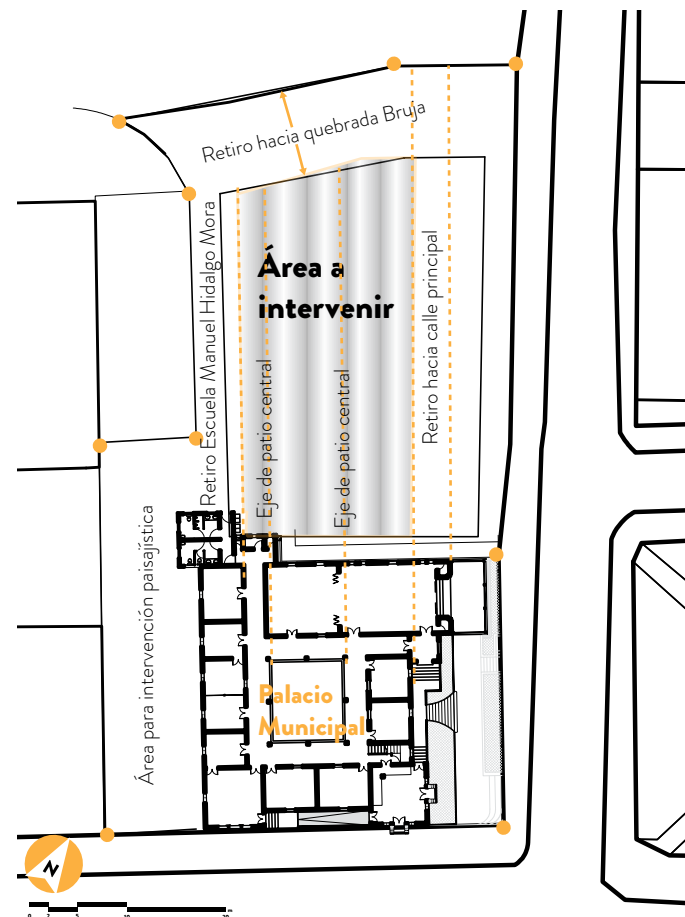 Retiro hacia quebrada Bruja
Retiro Escuela Manuel Hidalgo Mora
Área a
intervenir
Retiro hacia calle principal
Eje de patio central
Eje de patio central
Área para intervención paisajística
Palacio
Municipal
N